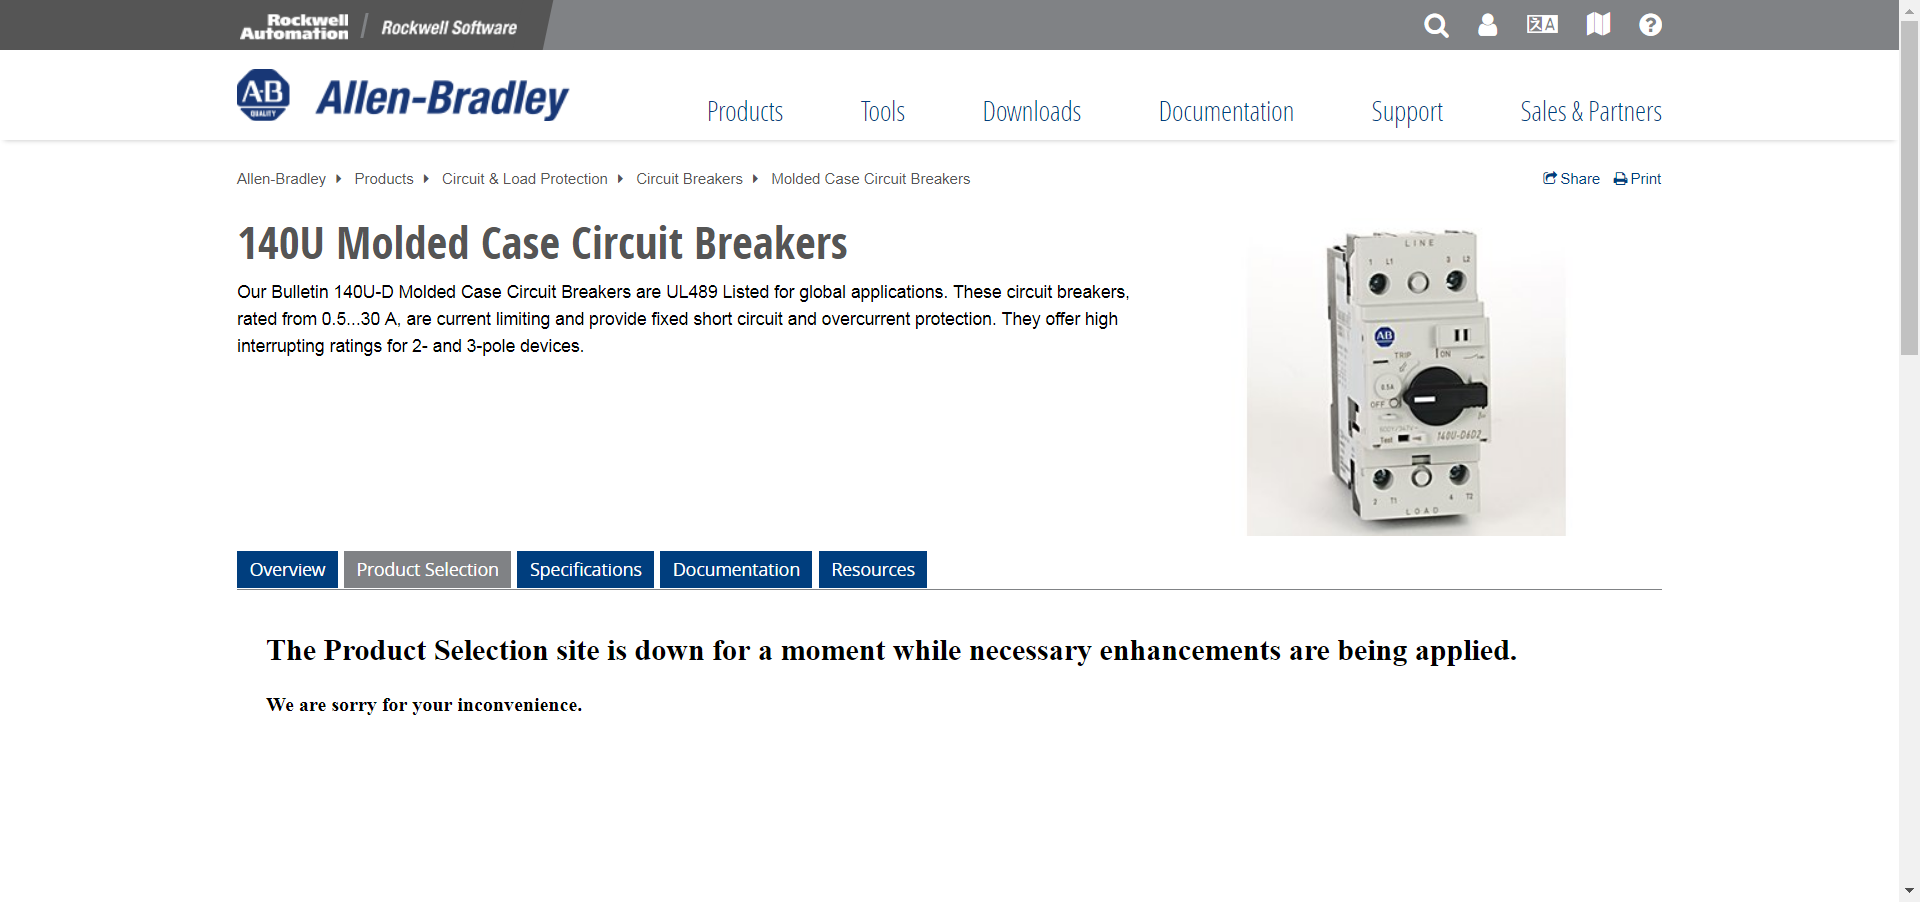 Rockwell Automation / Rockwell Software
AB QUALITY Allen-Bradley
Products Tools Downloads Documentation Support Sales & Partners
Allen-Bradley Products Circuit & Load Protection Circuit Breakers Molded Case Circuit Breakers Share Print
140U Molded Case Circuit Breakers
Our Bulletin 140U-D Molded Case Circuit Breakers are UL489 Listed for global applications. These circuit breakers,
rated from 0.5...30 A, are current limiting and provide fixed short circuit and overcurrent protection. They offer high
interrupting ratings for 2- and 3-pole devices.
LINE
1 L1 3 L2
AB
TRIP ON
0.5A
OFF
600Y/347V~
Test 140U-D6D2
2 T1 4 T2
LOAD
Overview Product Selection Specifications Documentation Resources
The Product Selection site is down for a moment while necessary enhancements are being applied.
We are sorry for your inconvenience.